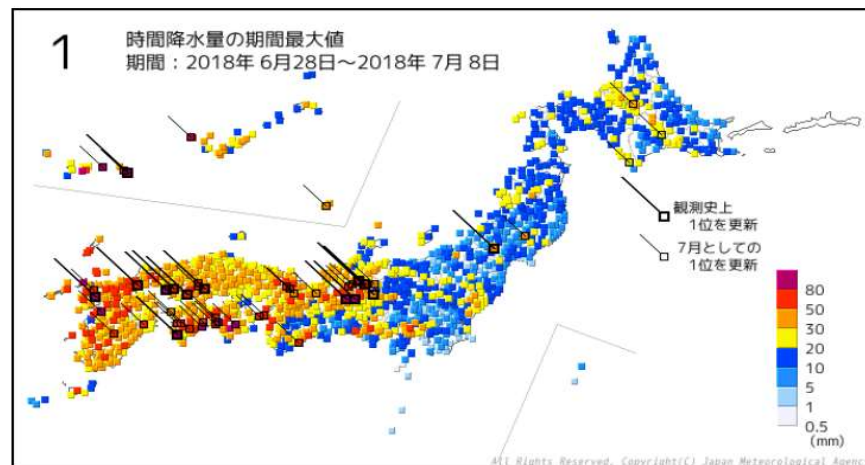 1 時間降水量の期間最大値
期間：2018年 6月28日～2018年 7月 8日
観測史上
1位を更新
7月としての
1位を更新
80
50
30
20
10
5
1
0.5
(mm)
All Rights Reserved. Copyright(C) Japan Meteorological Agenc